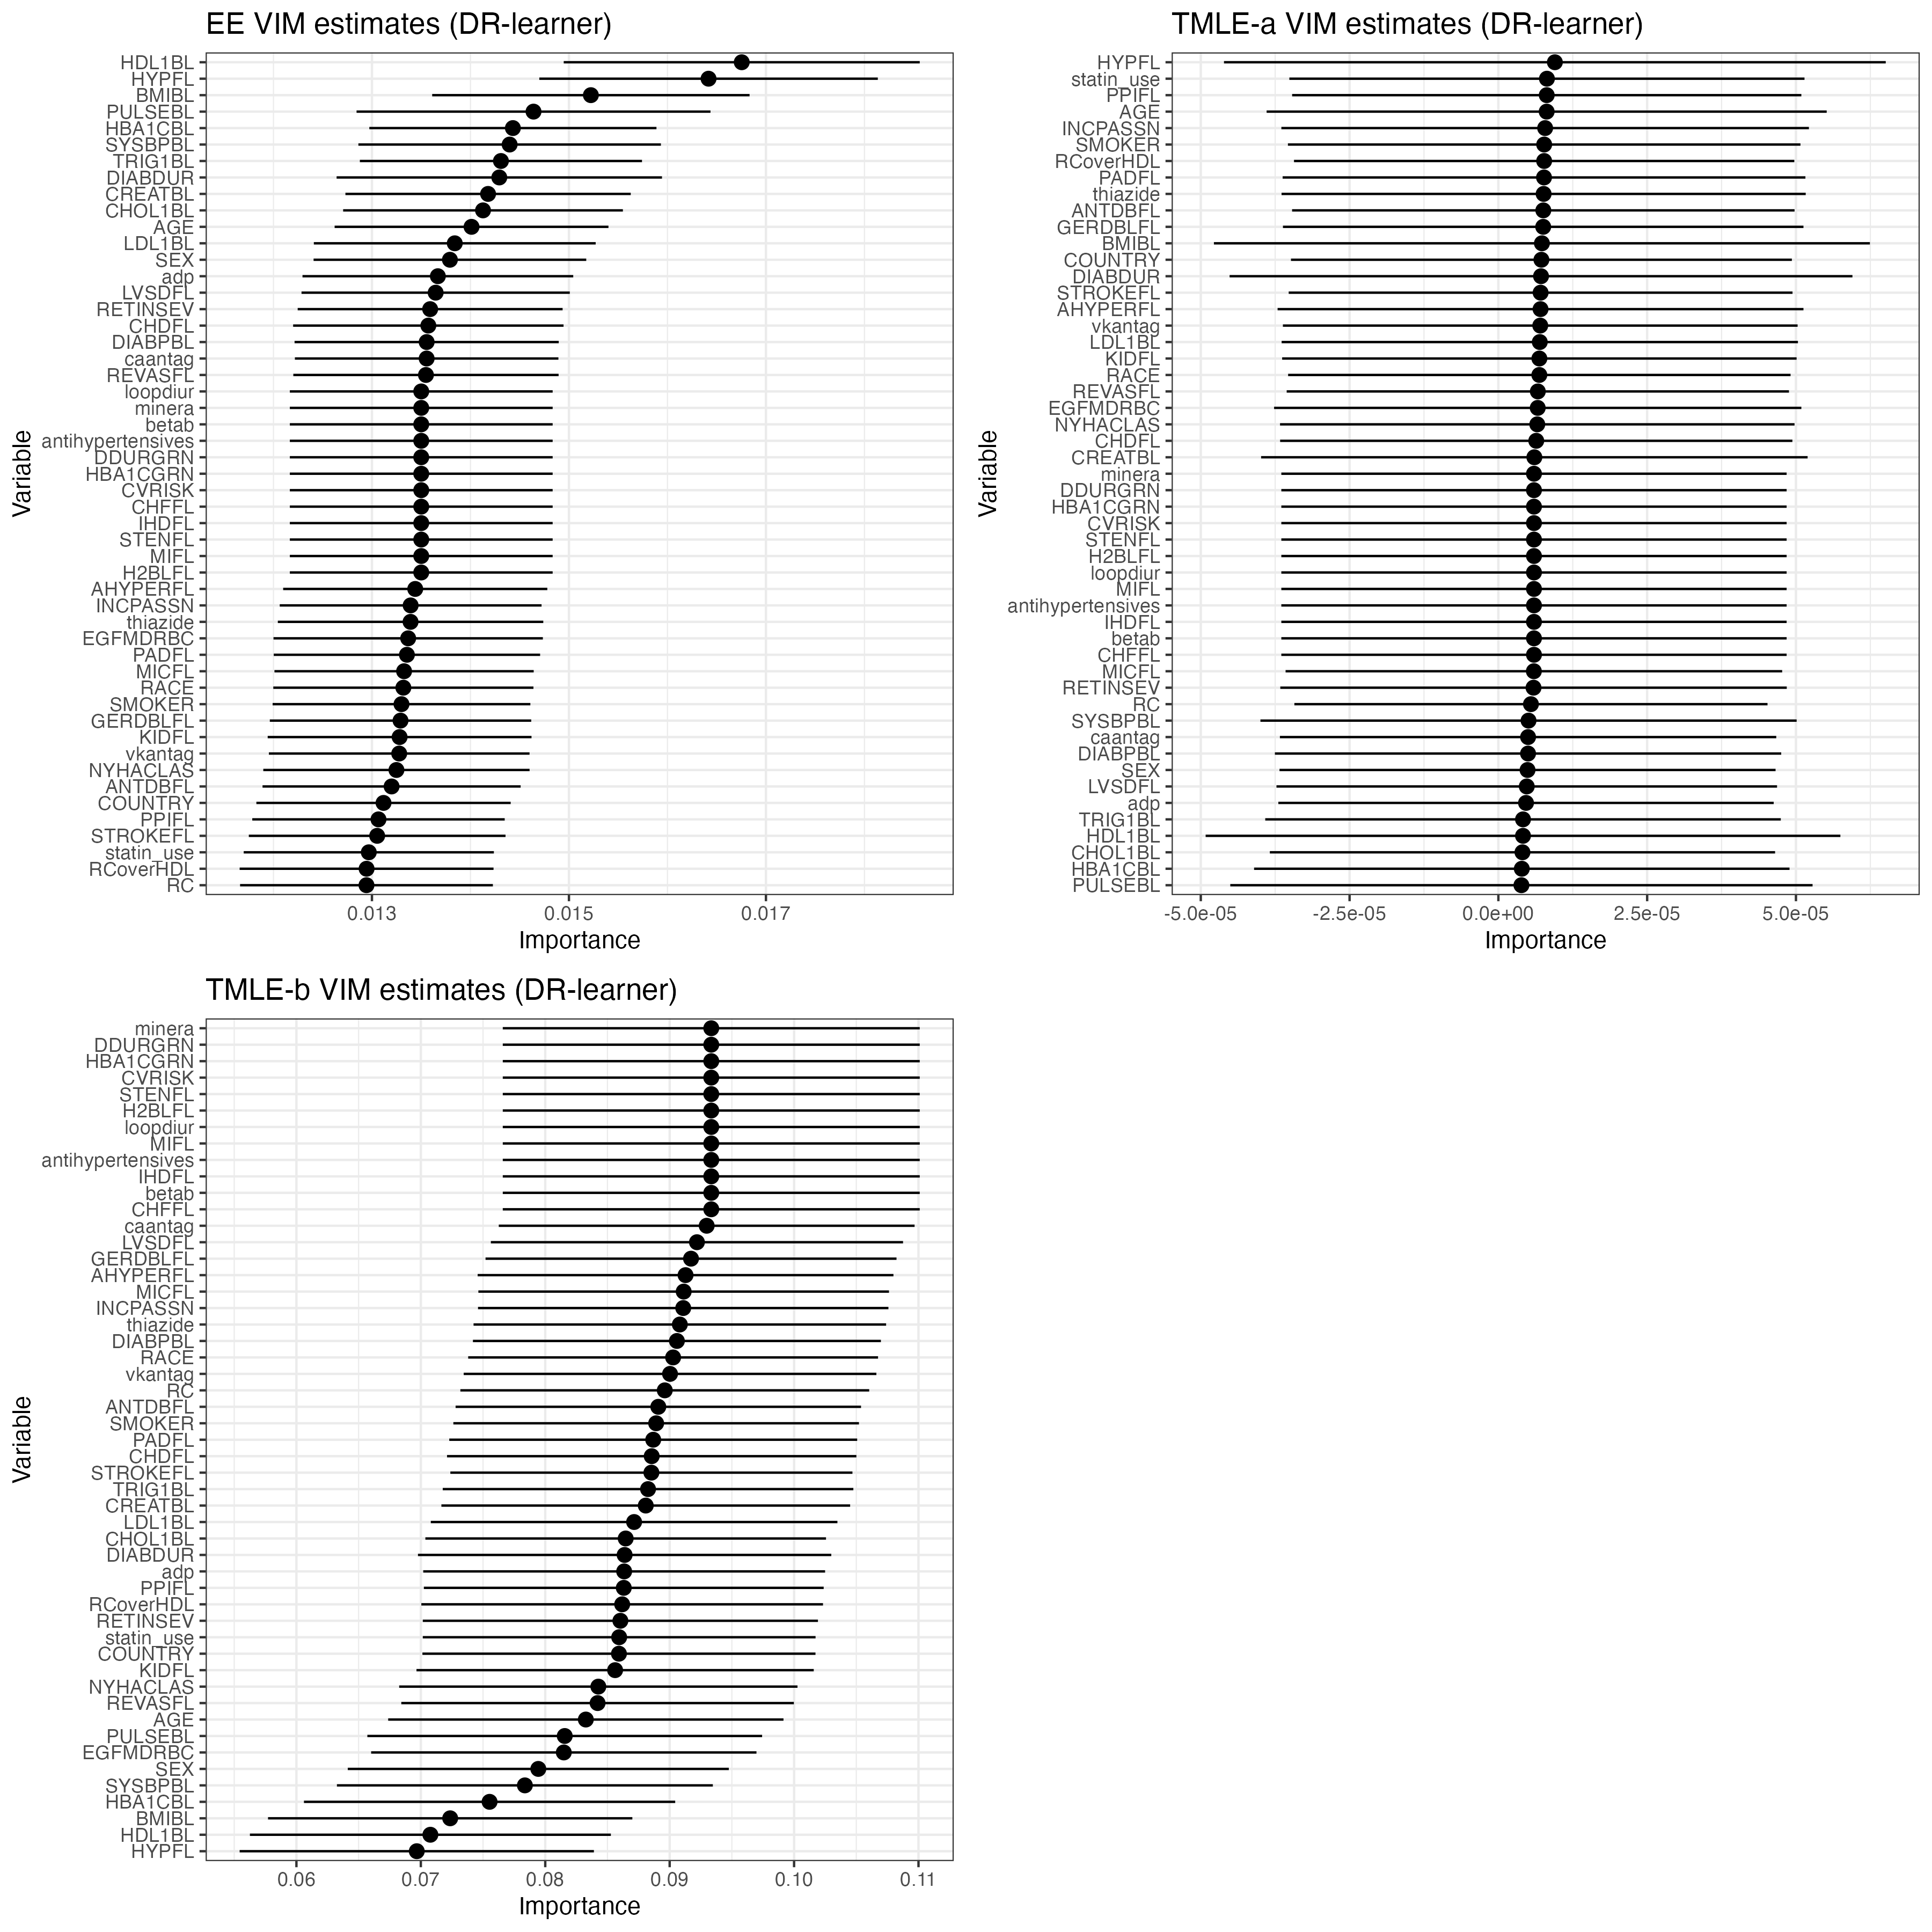 EE VIM estimates (DR-learner)
Variable
HDL1BL
HYPFL
BMIBL
PULSEBL
HBA1CBL
SYSBPBL
TRIG1BL
DIABDUR
CREATBL
CHOL1BL
AGE
LDL1BL
SEX
adp
LVSDFL
RETINSEV
CHDFL
DIABPBL
caantag
REVASFL
loopdiur
minera
betab
antihypertensives
DDURGRN
HBA1CGRN
CVRISK
CHFFL
IHDFL
STENFL
MIFL
H2BLFL
AHYPERFL
INCPASSN
thiazide
EGFMDRBC
PADFL
MICFL
RACE
SMOKER
GERDBLFL
KIDFL
vkantag
NYHACLAS
ANTDBFL
COUNTRY
PPIFL
STROKEFL
statin_use
RCoverHDL
RC
0.013 0.015 0.017
Importance
TMLE-a VIM estimates (DR-learner)
Variable
HYPFL
statin_use
PPIFL
AGE
INCPASSN
SMOKER
RCoverHDL
PADFL
thiazide
ANTDBFL
GERDBLFL
BMIBL
COUNTRY
DIABDUR
STROKEFL
AHYPERFL
vkantag
LDL1BL
KIDFL
RACE
REVASFL
EGFMDRBC
NYHACLAS
CHDFL
CREATBL
minera
DDURGRN
HBA1CGRN
CVRISK
STENFL
H2BLFL
loopdiur
MIFL
antihypertensives
IHDFL
betab
CHFFL
MICFL
RETINSEV
RC
SYSBPBL
caantag
DIABPBL
SEX
LVSDFL
adp
TRIG1BL
HDL1BL
CHOL1BL
HBA1CBL
PULSEBL
-5.0e-05 -2.5e-05 0.0e+00 2.5e-05 5.0e-05
Importance
TMLE-b VIM estimates (DR-learner)
Variable
minera
DDURGRN
HBA1CGRN
CVRISK
STENFL
H2BLFL
loopdiur
MIFL
antihypertensives
IHDFL
betab
CHFFL
caantag
LVSDFL
GERDBLFL
AHYPERFL
MICFL
INCPASSN
thiazide
DIABPBL
RACE
vkantag
RC
ANTDBFL
SMOKER
PADFL
CHDFL
STROKEFL
TRIG1BL
CREATBL
LDL1BL
CHOL1BL
DIABDUR
adp
PPIFL
RCoverHDL
RETINSEV
statin_use
COUNTRY
KIDFL
NYHACLAS
REVASFL
AGE
PULSEBL
EGFMDRBC
SEX
SYSBPBL
HBA1CBL
BMIBL
HDL1BL
HYPFL
0.06 0.07 0.08 0.09 0.10 0.11
Importance